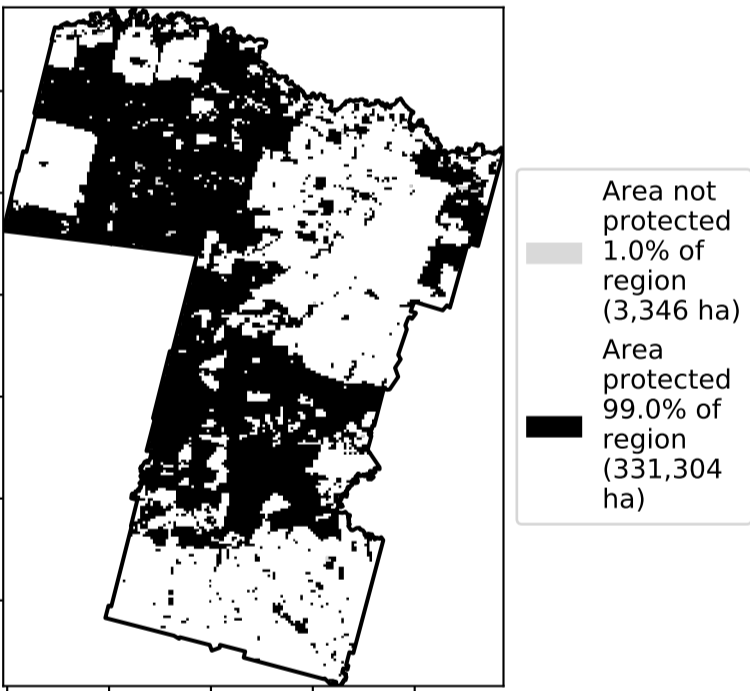 Area not
protected
1.0% of
region
(3,346 ha)
Area
protected
99.0% of
region
(331,304
ha)